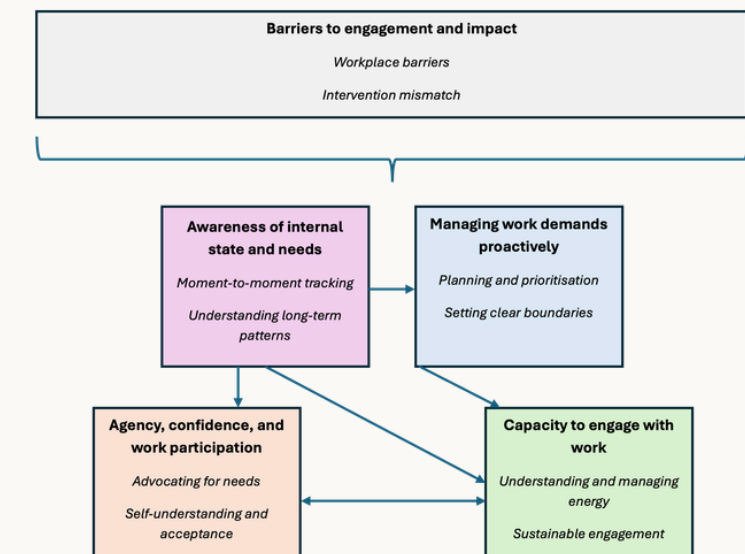 Barriers to engagement and impact
Workplace barriers
Intervention mismatch
Awareness of internal
state and needs
Moment-to-moment tracking
Understanding long-term
patterns
Managing work demands
proactively
Planning and prioritisation
Setting clear boundaries
Agency, confidence, and
work participation
Advocating for needs
Self-understanding and
acceptance
Capacity to engage with
work
Understanding and managing
energy
Sustainable engagement